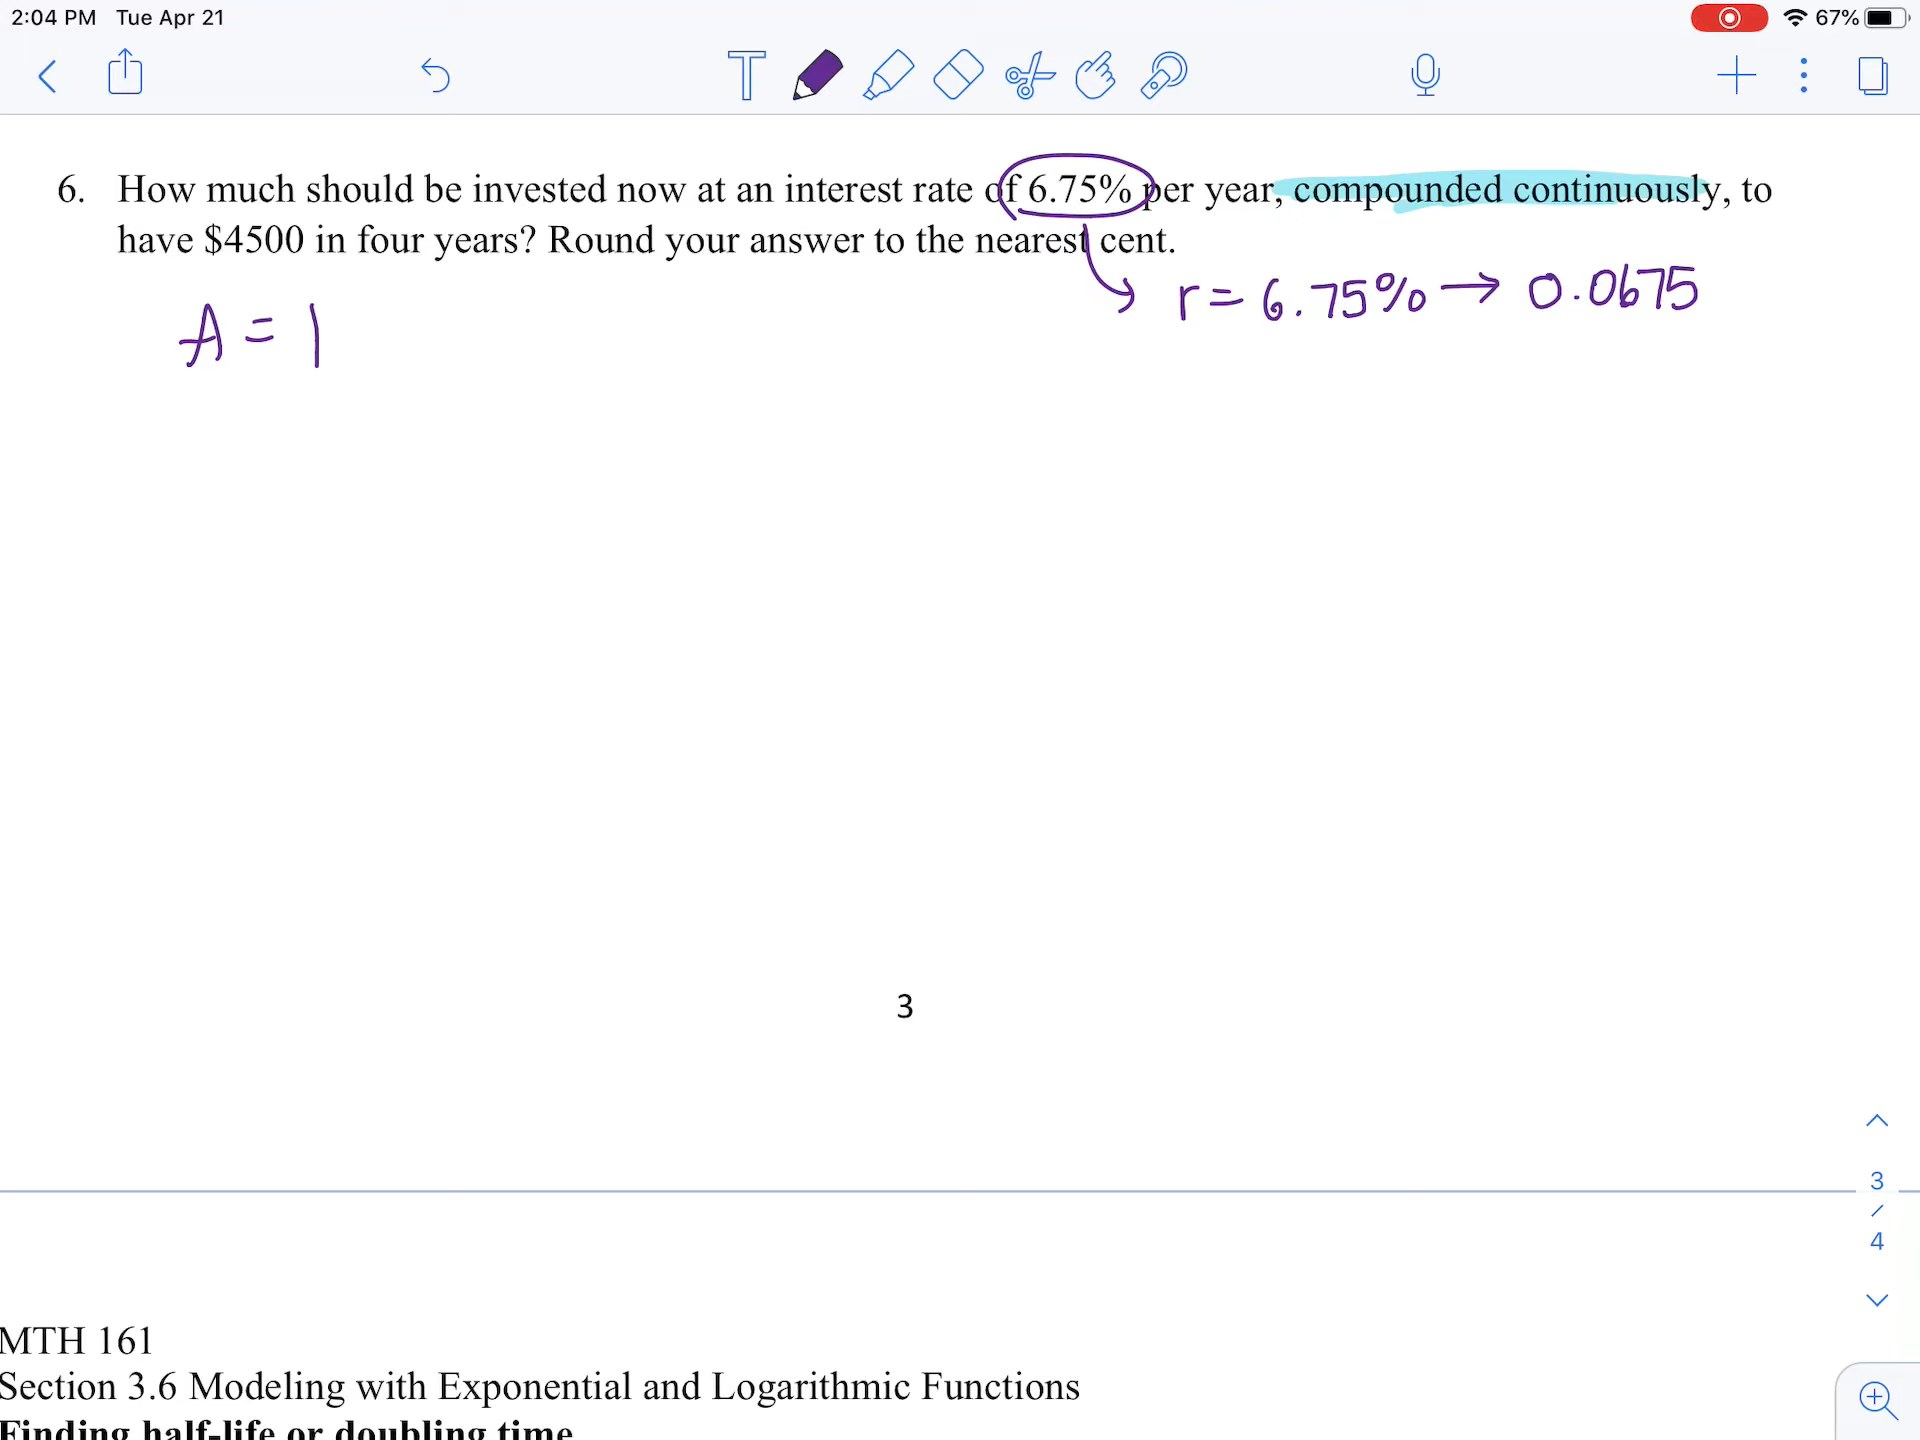 2:04 PM Tue Apr 21
67%
T
6. How much should be invested now at an interest rate of 6.75% per year, compounded continuously, to
have $4500 in four years? Round your answer to the nearest cent.
r = 6.75% → 0.0675
A = |
3
3
/
4
MTH 161
Section 3.6 Modeling with Exponential and Logarithmic Functions
Finding half-life or doubling time